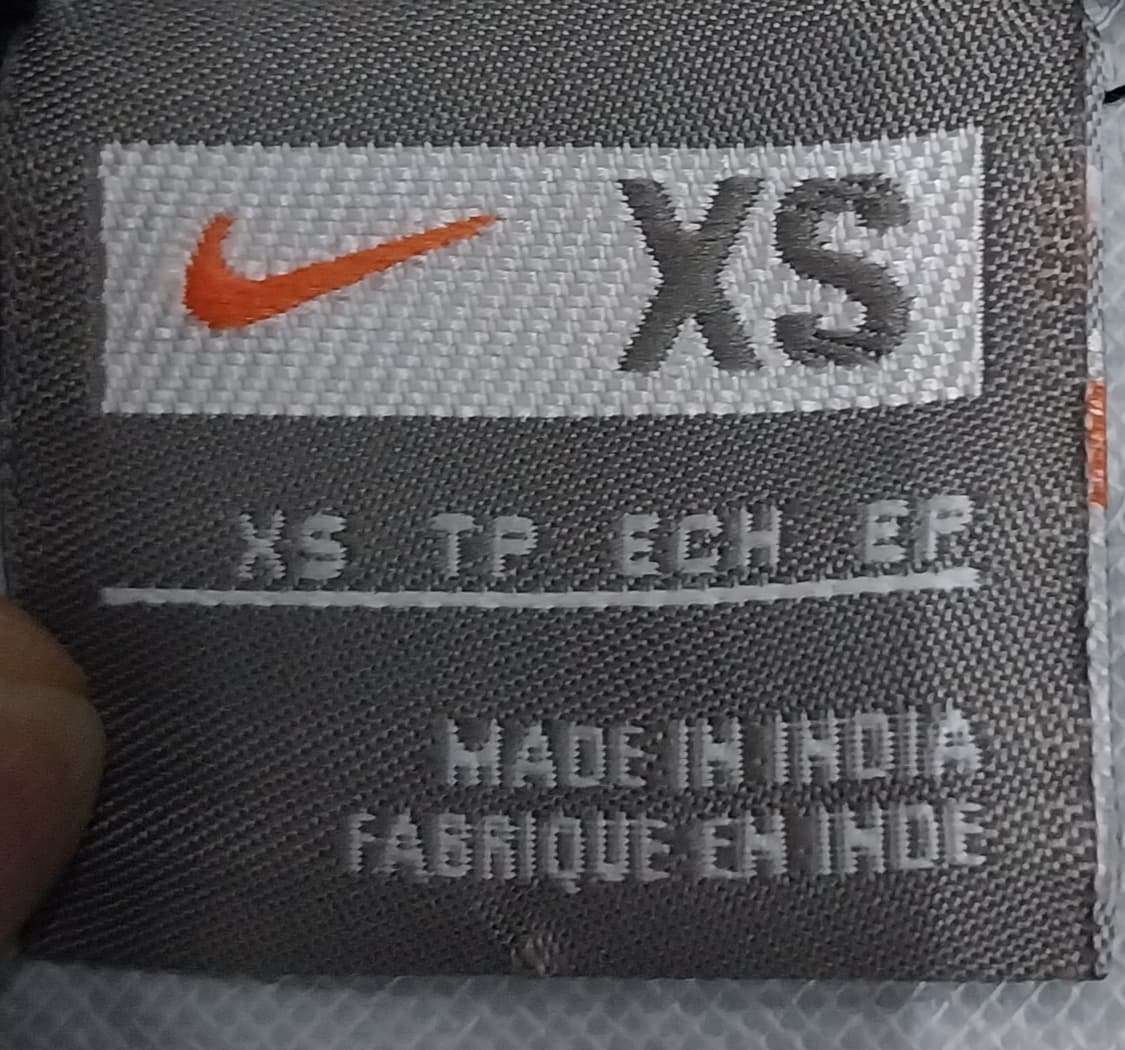 XS
XS TP ECH EP
MADE IN INDIA
FABRIQUE EN INDE